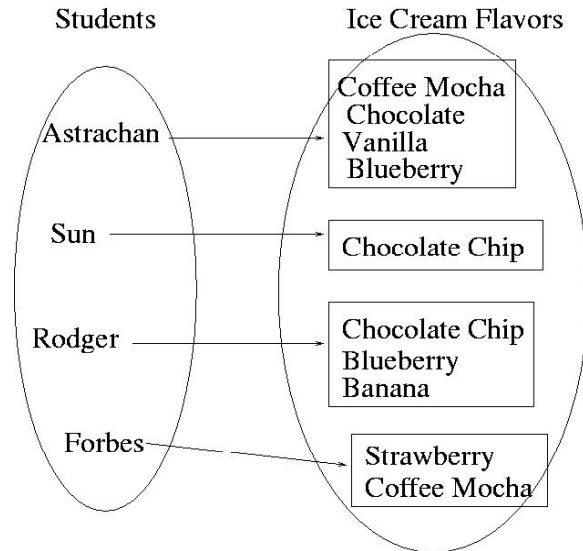 Students
Ice Cream Flavors
Astrachan
Coffee Mocha
Chocolate
Vanilla
Blueberry
Sun
Chocolate Chip
Rodger
Chocolate Chip
Blueberry
Banana
Forbes
Strawberry
Coffee Mocha